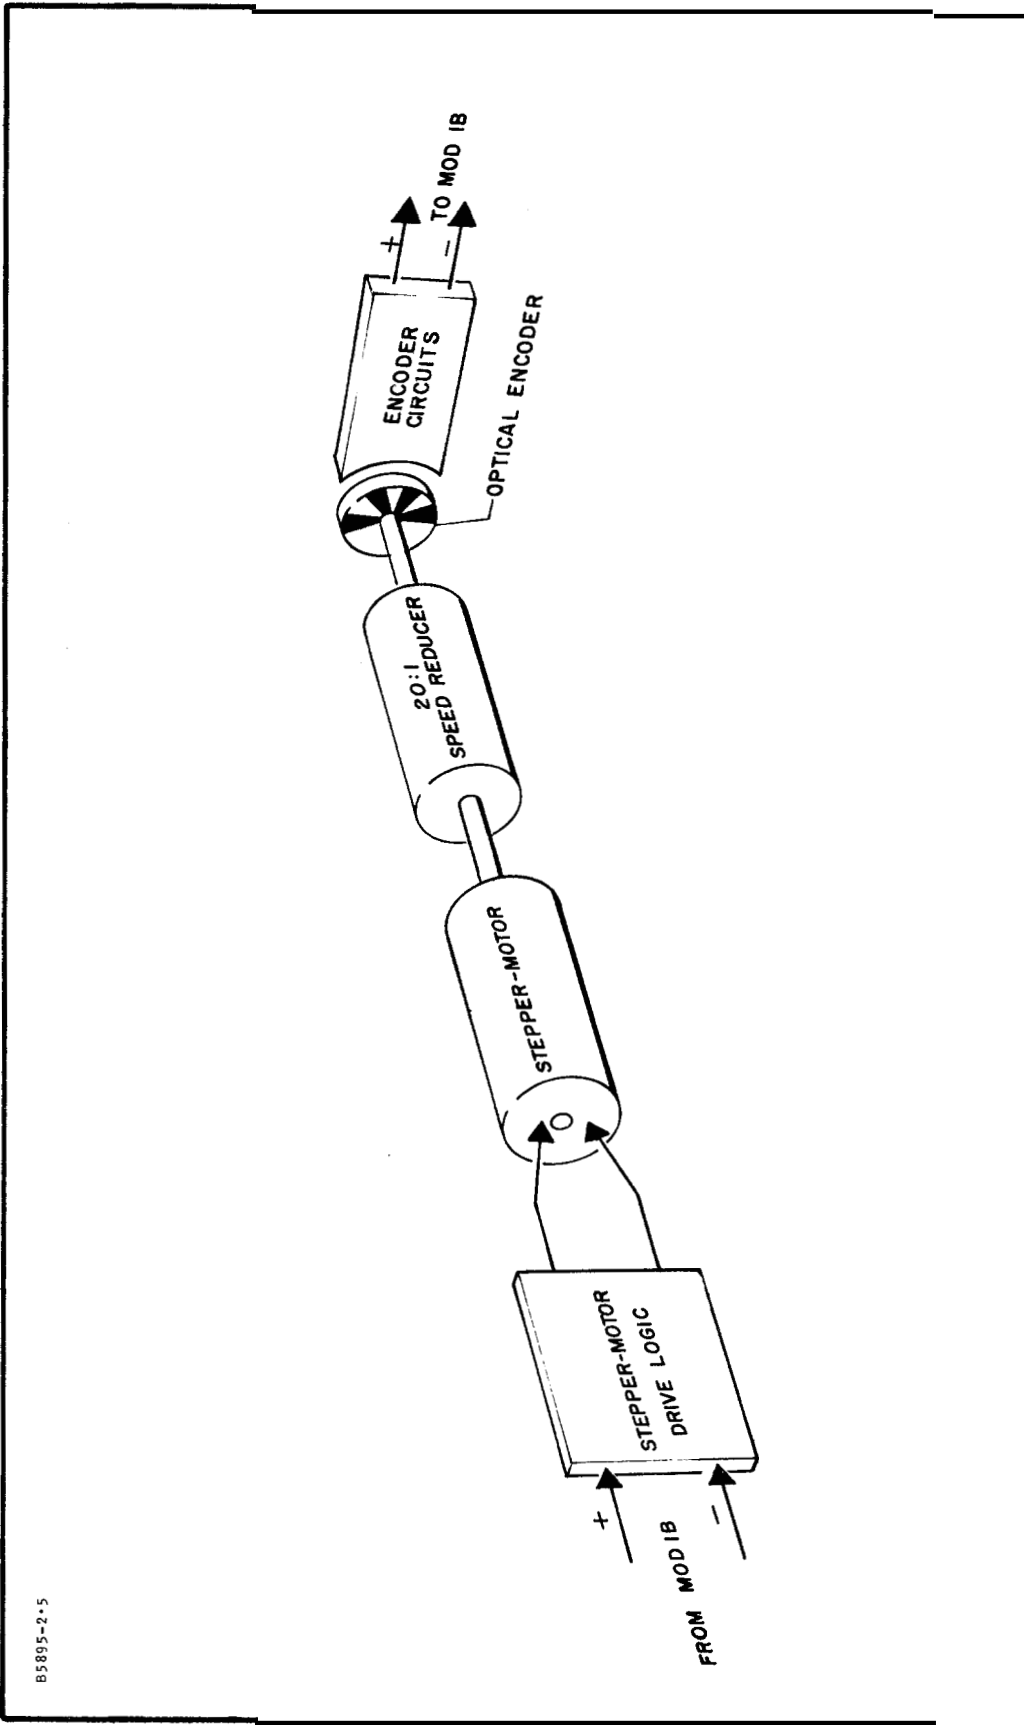 B5895-2-5
FROM MOD IB
+
−
STEPPER-MOTOR
DRIVE LOGIC
STEPPER-MOTOR
20:1
SPEED REDUCER
OPTICAL ENCODER
ENCODER
CIRCUITS
+
−
TO MOD IB